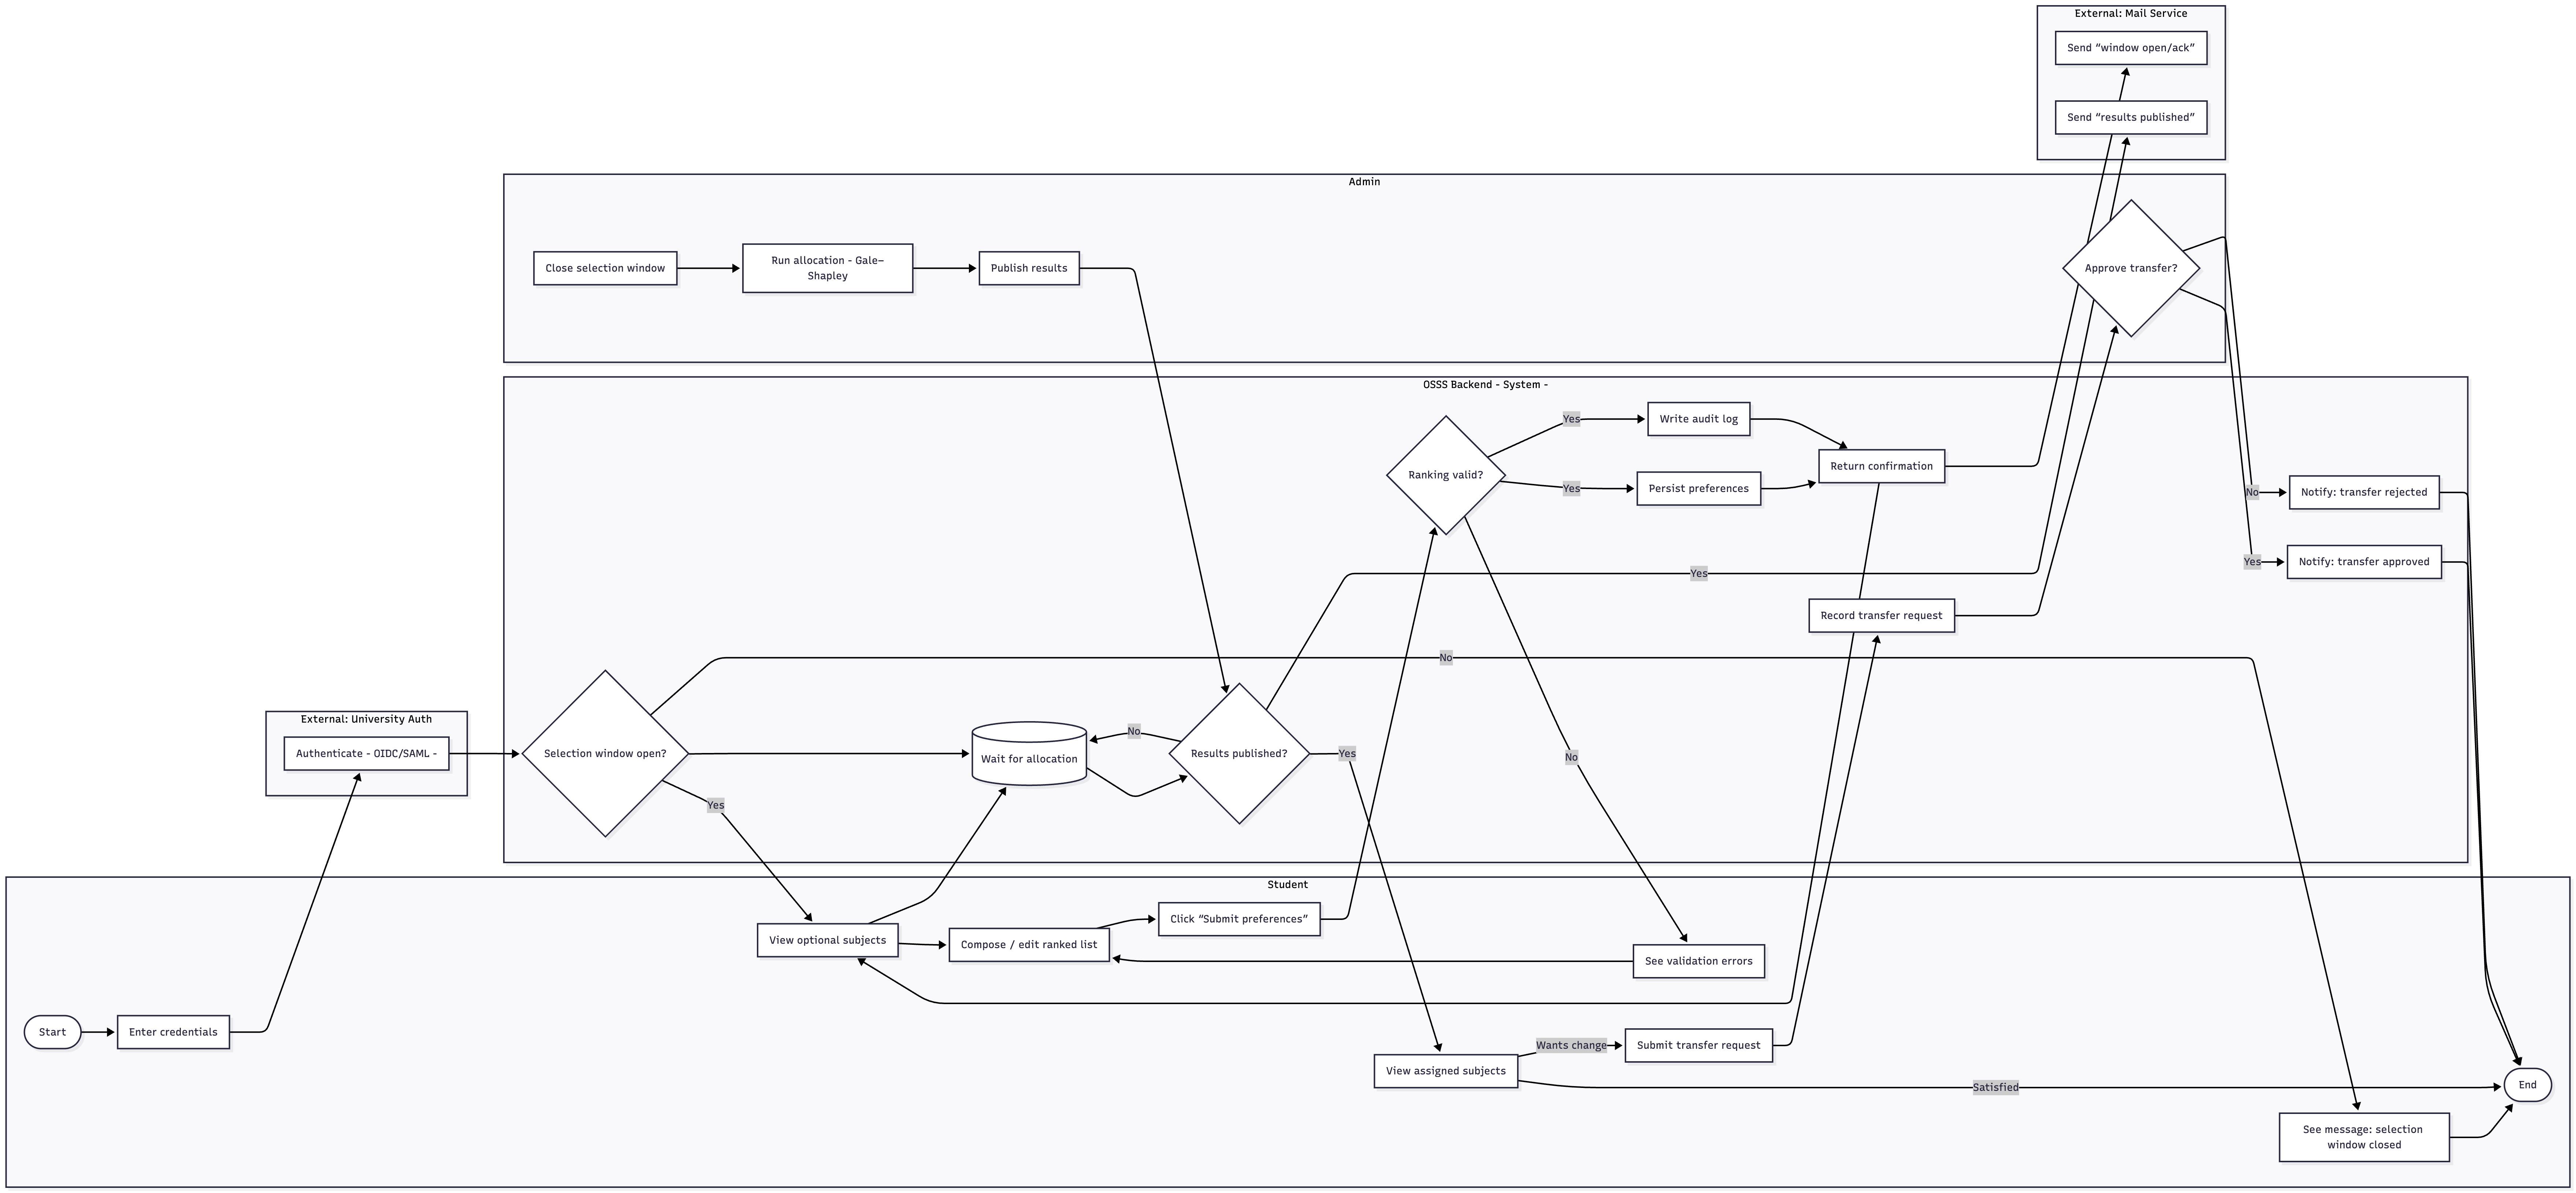 External: Mail Service
Send “window open/ack”
Send “results published”
Admin
Close selection window
Run allocation - Gale–
Shapley
Publish results
Approve transfer?
OSSS Backend - System -
Ranking valid?
Yes
Write audit log
Yes
Persist preferences
Return confirmation
No
Notify: transfer rejected
Yes
Notify: transfer approved
Yes
Record transfer request
No
Selection window open?
Yes
Wait for allocation
No
Results published?
Yes
No
External: University Auth
Authenticate - OIDC/SAML -
Student
View optional subjects
Compose / edit ranked list
Click “Submit preferences”
See validation errors
Start
Enter credentials
View assigned subjects
Wants change
Submit transfer request
Satisfied
End
See message: selection
window closed